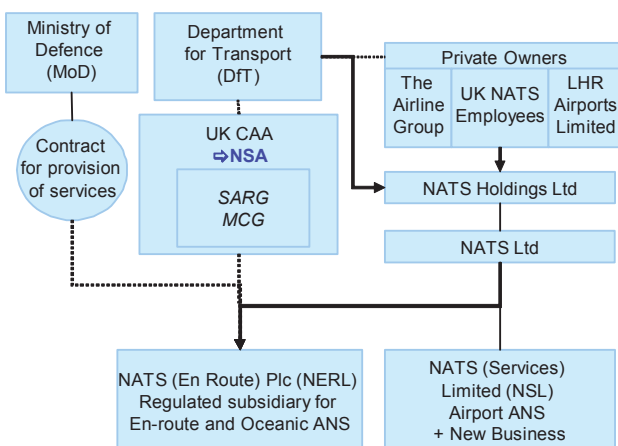 Ministry of
Defence
(MoD)
Department
for Transport
(DfT)
Private Owners
The
Airline
Group
UK NATS
Employees
LHR
Airports
Limited
Contract
for provision
of services
UK CAA
⇨NSA
SARG
MCG
NATS Holdings Ltd
NATS Ltd
NATS (En Route) Plc (NERL)
Regulated subsidiary for
En-route and Oceanic ANS
NATS (Services)
Limited (NSL)
Airport ANS
+ New Business